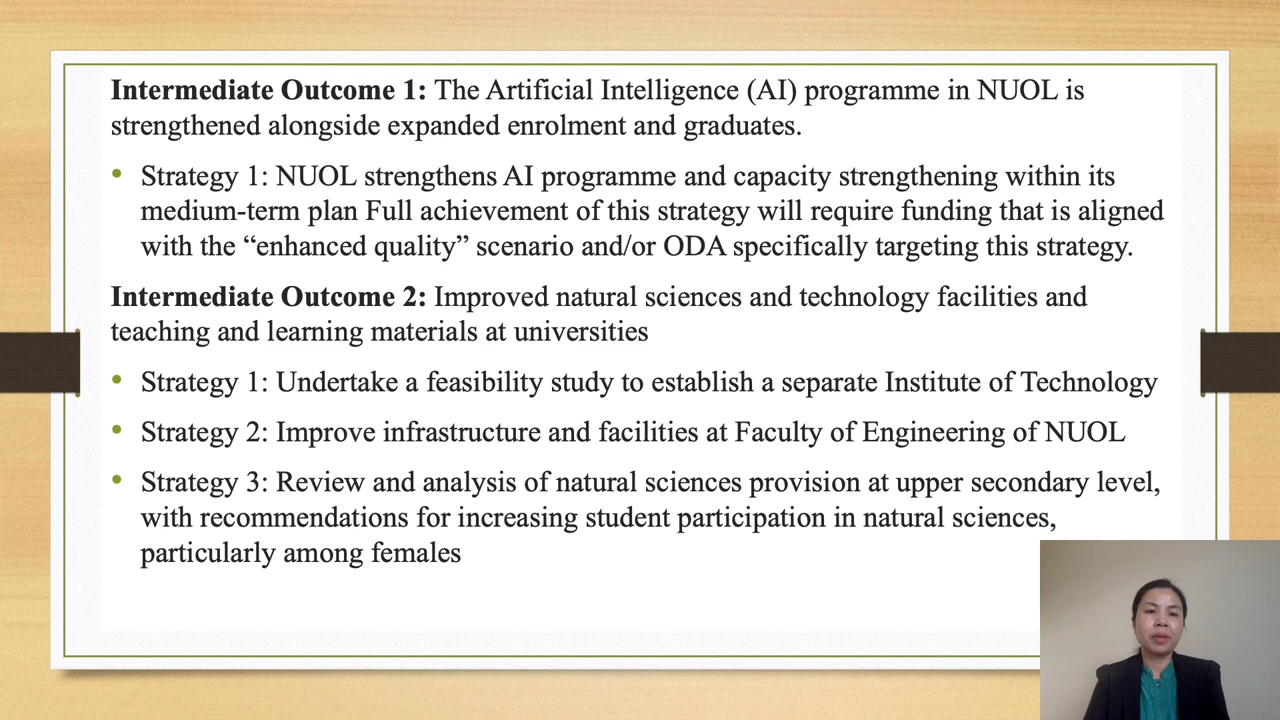 Intermediate Outcome 1: The Artificial Intelligence (AI) programme in NUOL is
strengthened alongside expanded enrolment and graduates.
• Strategy 1: NUOL strengthens AI programme and capacity strengthening within its
medium-term plan Full achievement of this strategy will require funding that is aligned
with the “enhanced quality” scenario and/or ODA specifically targeting this strategy.
Intermediate Outcome 2: Improved natural sciences and technology facilities and
teaching and learning materials at universities
• Strategy 1: Undertake a feasibility study to establish a separate Institute of Technology
• Strategy 2: Improve infrastructure and facilities at Faculty of Engineering of NUOL
• Strategy 3: Review and analysis of natural sciences provision at upper secondary level,
with recommendations for increasing student participation in natural sciences,
particularly among females